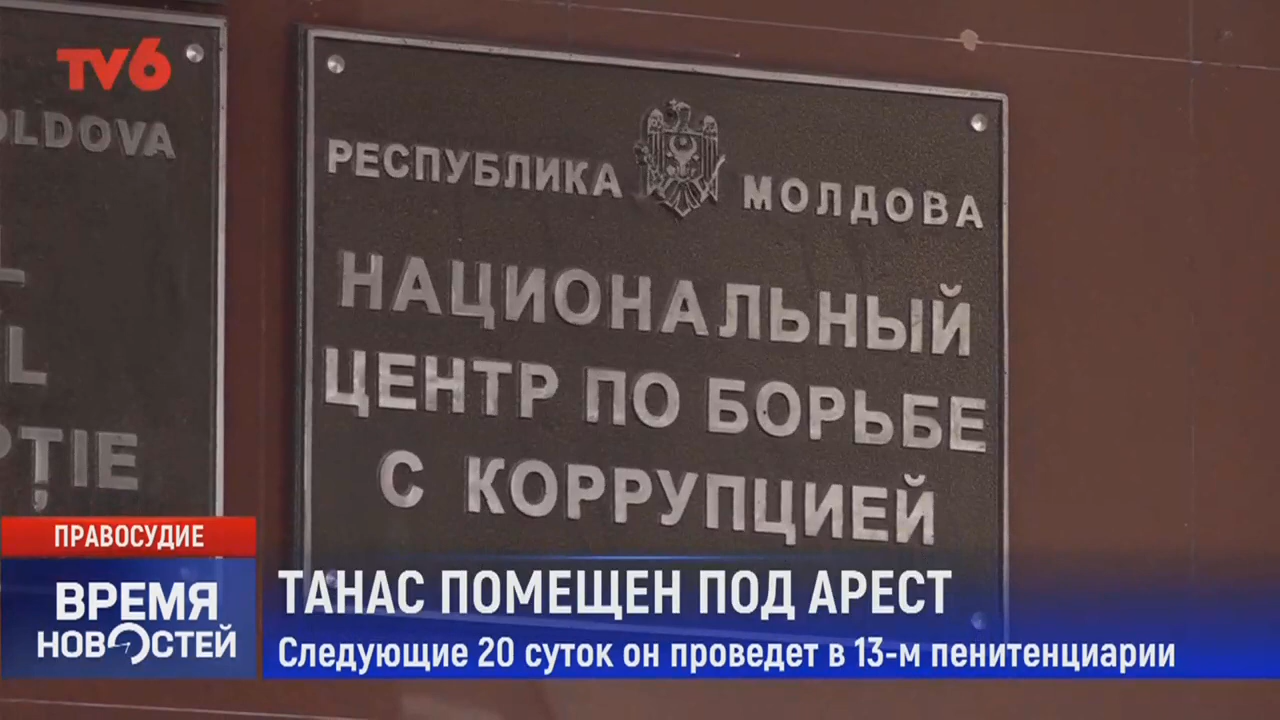 TV6
OLDOVA
L
L
PȚIE
РЕСПУБЛИКА МОЛДОВА
НАЦИОНАЛЬНЫЙ
ЦЕНТР ПО БОРЬБЕ
С КОРРУПЦИЕЙ
ПРАВОСУДИЕ
ВРЕМЯ
НОВОСТЕЙ
ТАНАС ПОМЕЩЕН ПОД АРЕСТ
Следующие 20 суток он проведет в 13-м пенитенциарии